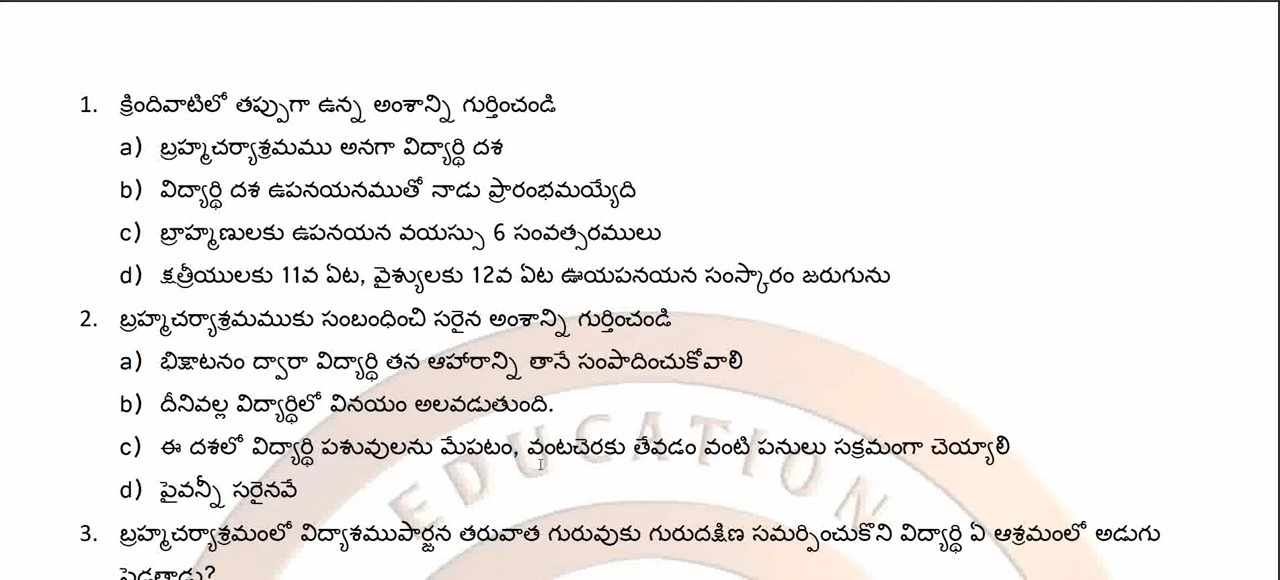 1. క్రిందివాటిలో తప్పుగా ఉన్న అంశాన్ని గుర్తించండి
a) బ్రహ్మచర్యాశ్రమము అనగా విద్యార్థి దశ
b) విద్యార్థి దశ ఉపనయనముతో నాడు ప్రారంభమయ్యేది
c) బ్రాహ్మణులకు ఉపనయన వయస్సు 6 సంవత్సరములు
d) క్షత్రీయులకు 11వ ఏట, వైశ్యులకు 12వ ఏట ఊయపనయన సంస్కారం జరుగును
2. బ్రహ్మచర్యాశ్రమముకు సంబంధించి సరైన అంశాన్ని గుర్తించండి
a) భిక్షాటనం ద్వారా విద్యార్థి తన ఆహారాన్ని తానే సంపాదించుకోవాలి
b) దీనివల్ల విద్యార్థిలో వినయం అలవడుతుంది.
c) ఈ దశలో విద్యార్థి పశువులను మేపటం, వంటచెరకు తేవడం వంటి పనులు సక్రమంగా చెయ్యాలి
d) పైవన్నీ సరైనవే
EDUCATION
3. బ్రహ్మచర్యాశ్రమంలో విద్యాశముపార్జన తరువాత గురువుకు గురుదక్షిణ సమర్పించుకొని విద్యార్థి ఏ ఆశ్రమంలో అడుగు
పెడతాడు?